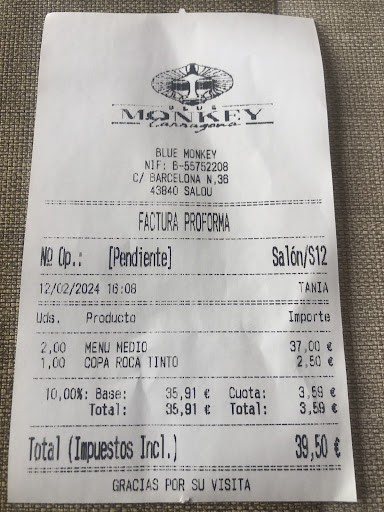 BLUE
MONKEY
Tarragona
BLUE MONKEY
NIF: B-55752208
C/ BARCELONA N,36
43840 SALOU
FACTURA PROFORMA
Nº Op.: [Pendiente] Salón/S12
12/02/2024 16:08 TANIA
Uds. Producto Importe
2,00 MENU MEDIO 37,00 €
1,00 COPA ROCA TINTO 2,50 €
10,00%: Base: 35,91 € Cuota: 3,59 €
Total: 35,91 € Total: 3,59 €
Total (Impuestos Incl.) 39,50 €
GRACIAS POR SU VISITA